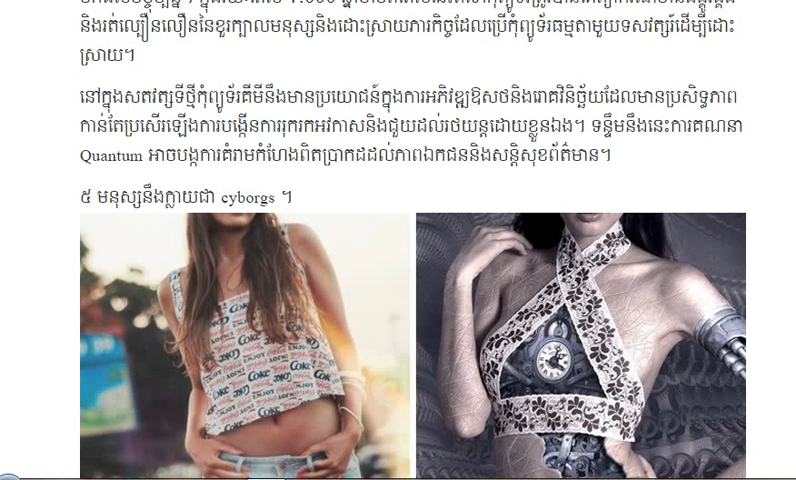 និងរត់ល្បឿនលឿននៃខួរក្បាលមនុស្សនិងដោះស្រាយភារកិច្ចដែលប្រើកុំព្យូទ័រធម្មតាមួយទសវត្សរ៍ដើម្បីដោះ
ស្រាយ។
នៅក្នុងសតវត្សទីថ្មីកុំព្យូទ័រគីមីនឹងមានប្រយោជន៍ក្នុងការអភិវឌ្ឍឱសថនិងរោគវិនិច្ឆ័យដែលមានប្រសិទ្ធភាព
កាន់តែប្រសើរឡើងការបង្កើនការរុករកអវកាសនិងជួយដល់រថយន្តដោយខ្លួនឯង។ ទន្ទឹមនឹងនេះការគណនា
Quantum អាចបង្កការគំរាមកំហែងពិតប្រាកដដល់ភាពឯកជននិងសន្តិសុខព័ត៌មាន។
៥ មនុស្សនឹងក្លាយជា cyborgs ។
Coke
ENJOY
Coke
ENJOY
Coke